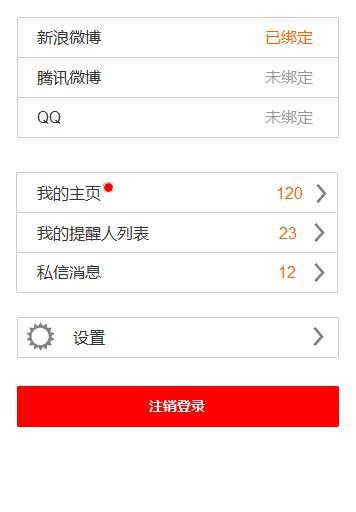 新浪微博 已绑定
腾讯微博 未绑定
QQ 未绑定
我的主页 120
我的提醒人列表 23
私信消息 12
设置
注销登录